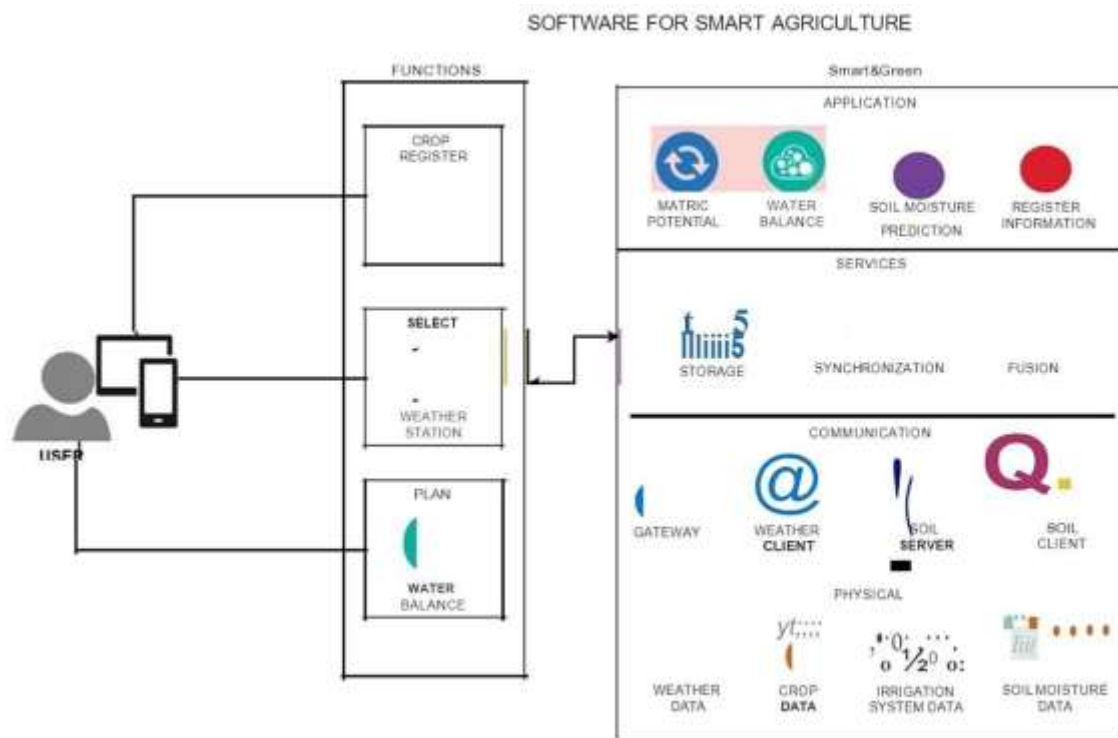 SOFTWARE FOR SMART AGRICULTURE
FUNCTIONS
CROP
REGISTER
SELECT
WEATHER
STATION
PLAN
WATER
BALANCE
USER
Smart&Green
APPLICATION
MATRIC
POTENTIAL
WATER
BALANCE
SOIL MOISTURE
PREDICTION
REGISTER
INFORMATION
SERVICES
STORAGE
SYNCHRONIZATION
FUSION
COMMUNICATION
@
Q.
GATEWAY
WEATHER
CLIENT
SOIL
SERVER
SOIL
CLIENT
PHYSICAL
WEATHER
DATA
CROP
DATA
IRRIGATION
SYSTEM DATA
SOIL MOISTURE
DATA